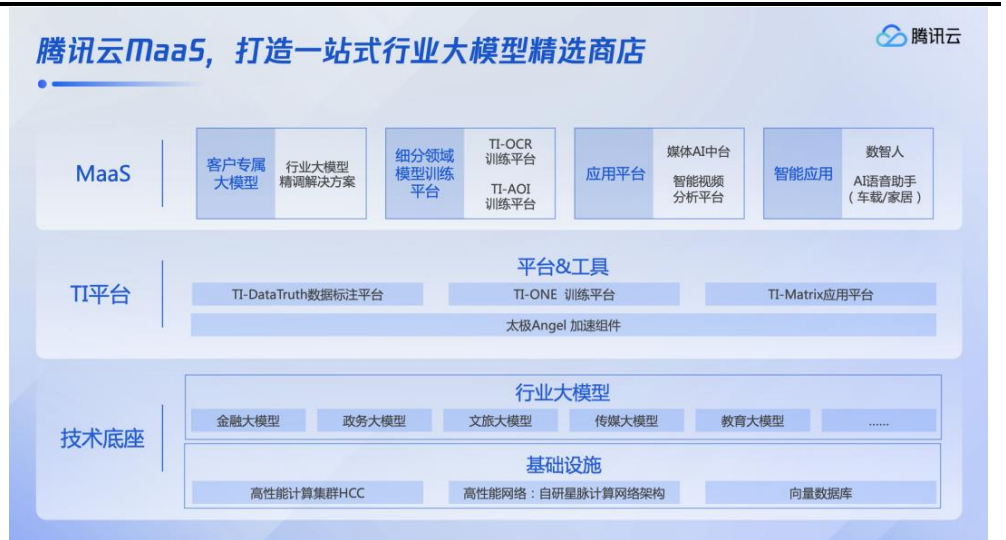 腾讯云MaaS，打造一站式行业大模型精选商店
腾讯云
MaaS
客户专属
大模型
行业大模型
精调解决方案
细分领域
模型训练
平台
TI-OCR
训练平台
TI-AOI
训练平台
应用平台
媒体AI中台
智能视频
分析平台
智能应用
数智人
AI语音助手
（车载/家居）
TI平台
平台&工具
TI-DataTruth数据标注平台
TI-ONE 训练平台
TI-Matrix应用平台
太极Angel 加速组件
技术底座
行业大模型
金融大模型
政务大模型
文旅大模型
传媒大模型
教育大模型
……
基础设施
高性能计算集群HCC
高性能网络：自研星脉计算网络架构
向量数据库